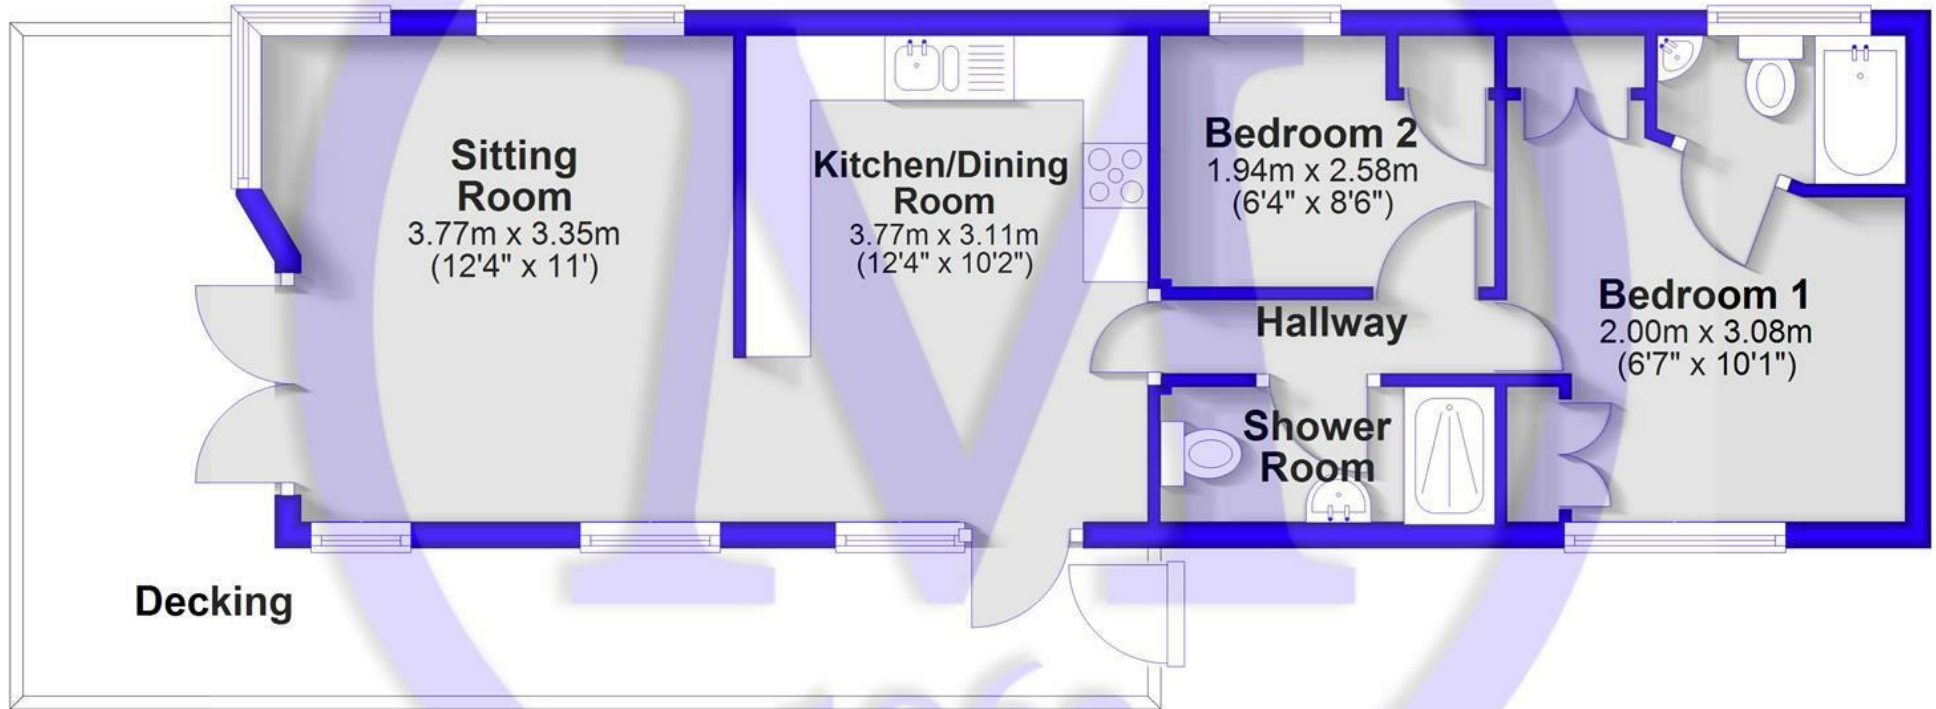 Sitting
Room
3.77m x 3.35m
(12'4" x 11')
Kitchen/Dining
Room
3.77m x 3.11m
(12'4" x 10'2")
Bedroom 2
1.94m x 2.58m
(6'4" x 8'6")
Bedroom 1
2.00m x 3.08m
(6'7" x 10'1")
Hallway
Shower
Room
Decking
M